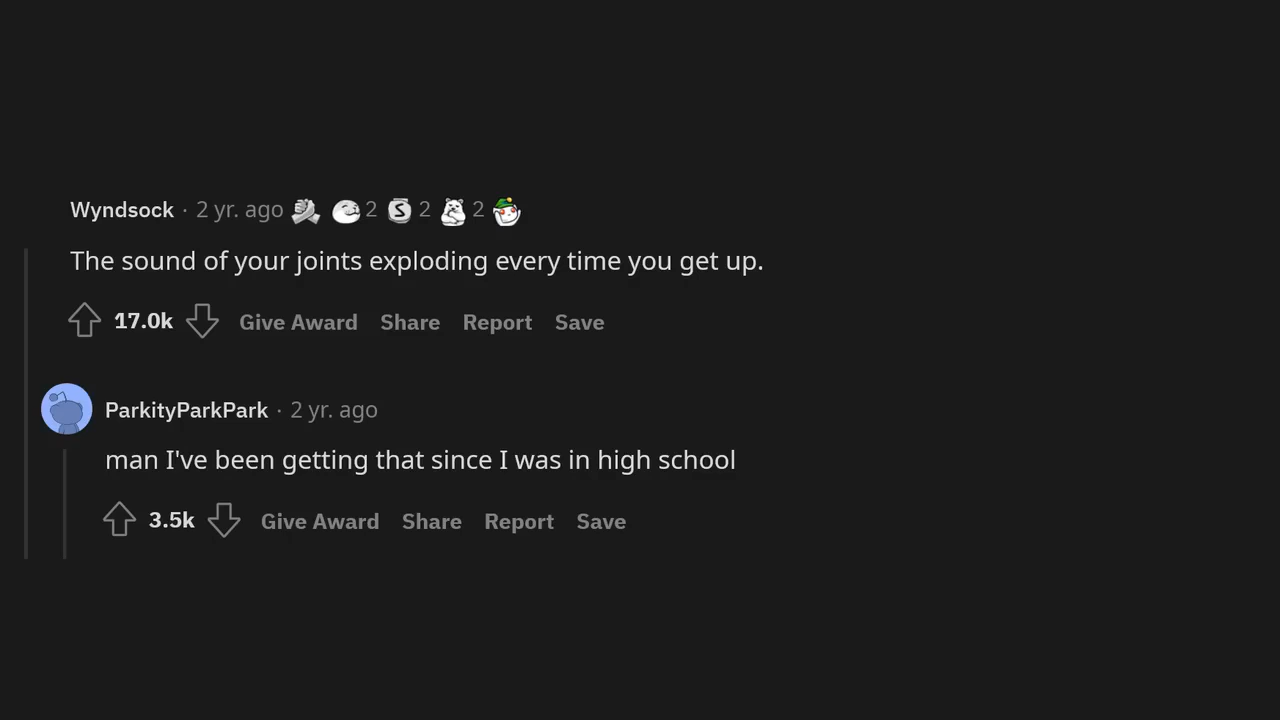 Wyndsock · 2 yr. ago 2 S 2 2
The sound of your joints exploding every time you get up.
17.0k Give Award Share Report Save
ParkityParkPark · 2 yr. ago
man I've been getting that since I was in high school
3.5k Give Award Share Report Save